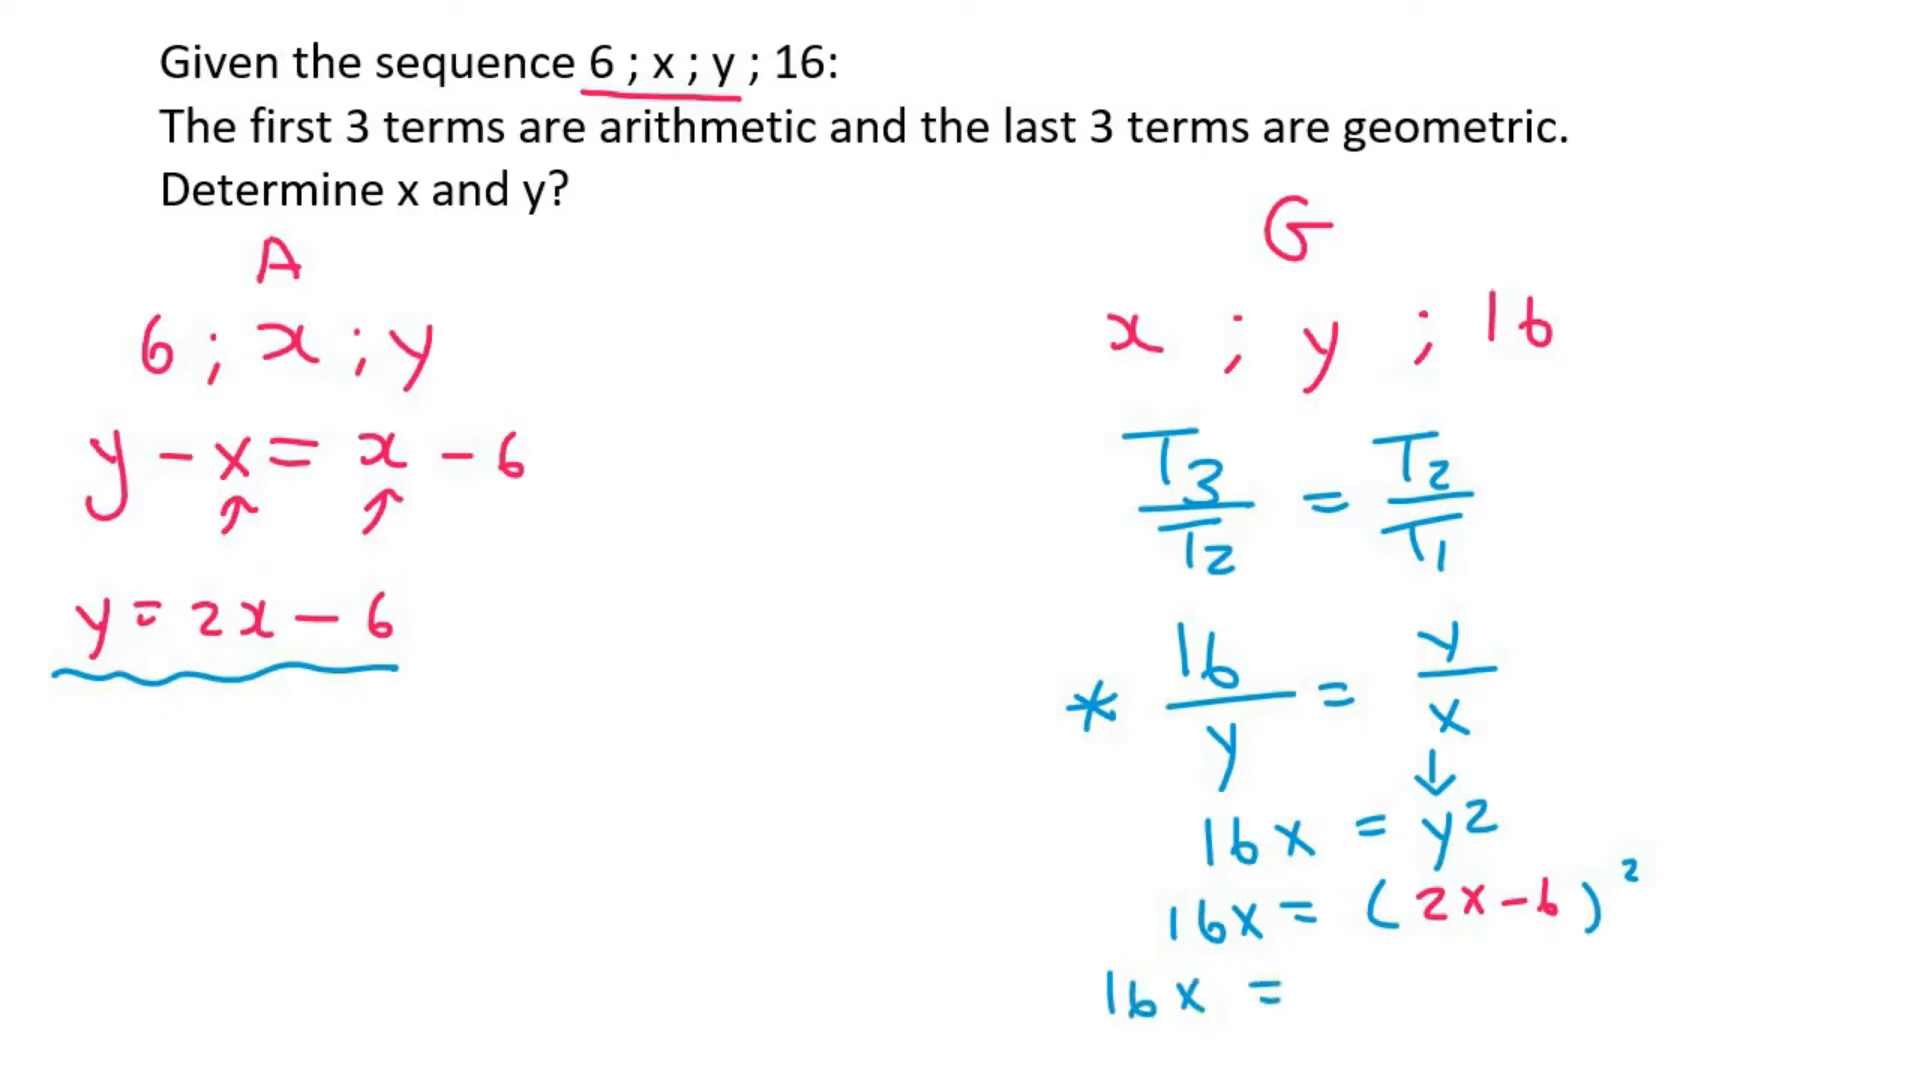 Given the sequence 6 ; x ; y ; 16:
The first 3 terms are arithmetic and the last 3 terms are geometric.
Determine x and y?
A
6 ; x ; y
y - x = x - 6
y = 2x - 6
G
x ; y ; 16
T3/T2 = T2/T1
* 16/y = y/x
16x = y²
16x = (2x - 6)²
16x =